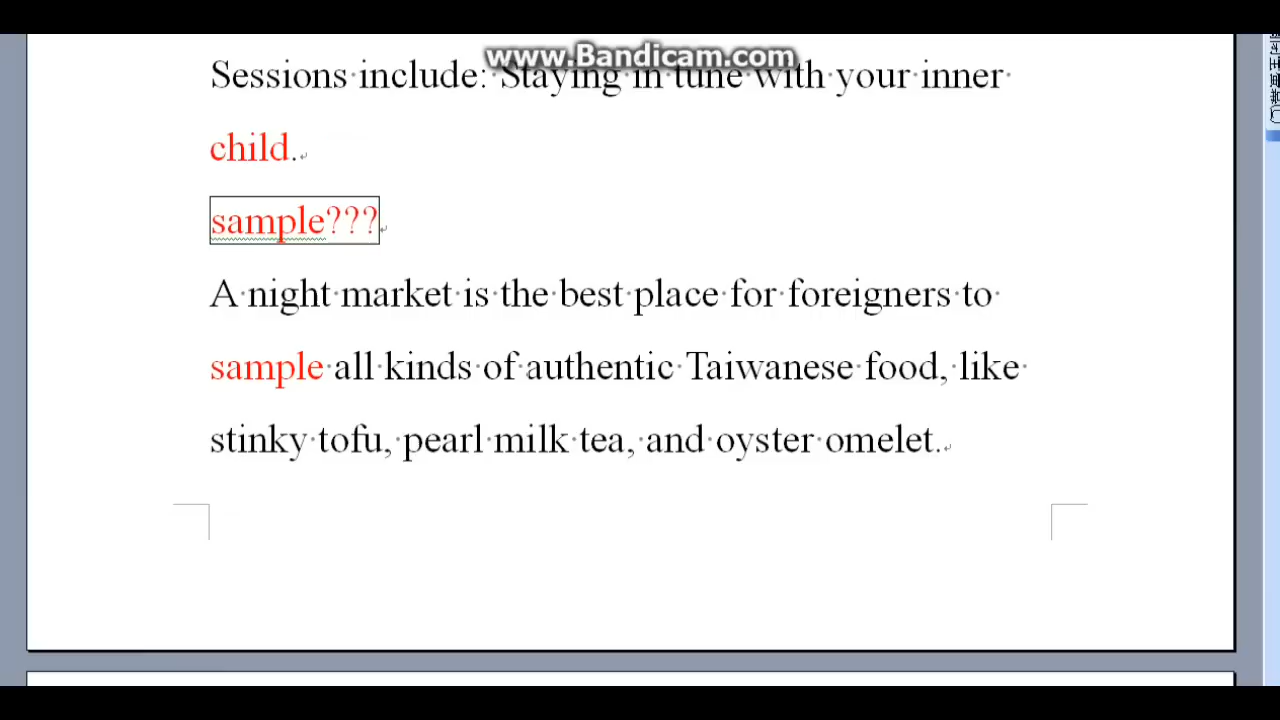 www.Bandicam.com
Sessions include: Staying in tune with your inner
child.
sample???
A night market is the best place for foreigners to
sample all kinds of authentic Taiwanese food, like
stinky tofu, pearl milk tea, and oyster omelet.